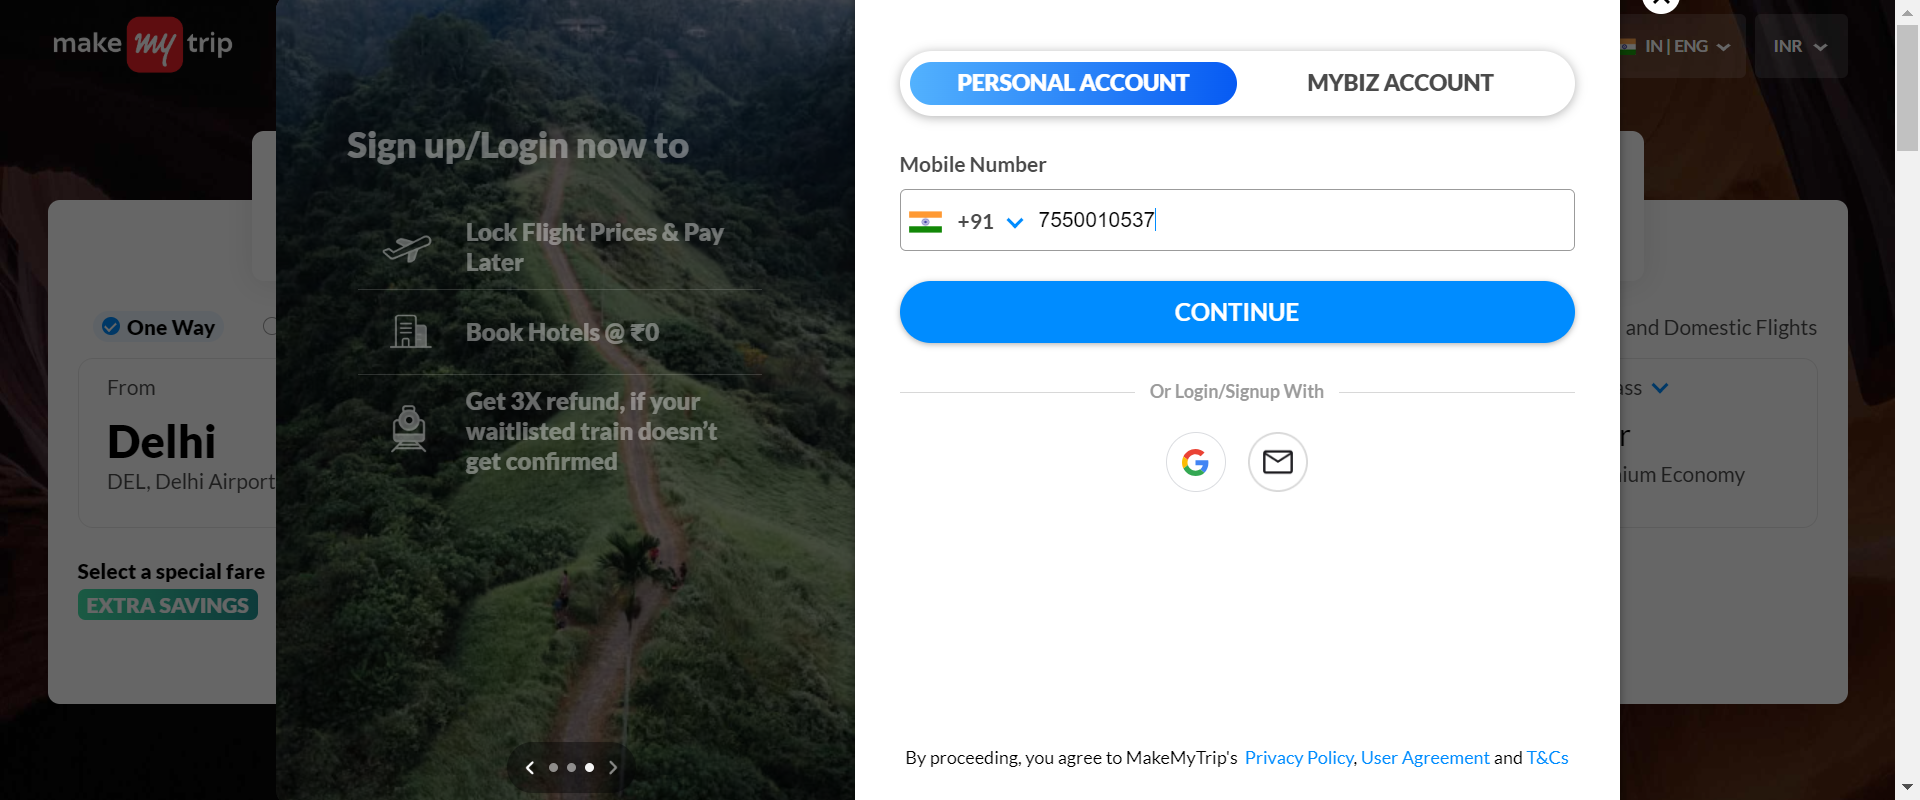 make my trip
IN | ENG
INR
PERSONAL ACCOUNT
MYBIZ ACCOUNT
Sign up/Login now to
Mobile Number
+91
7550010537
Lock Flight Prices & Pay
Later
CONTINUE
One Way
Book Hotels @ ₹0
and Domestic Flights
From
Or Login/Signup With
Get 3X refund, if your
waitlisted train doesn't
get confirmed
Delhi
DEL, Delhi Airport
Economy
Select a special fare
EXTRA SAVINGS
By proceeding, you agree to MakeMyTrip's Privacy Policy, User Agreement and T&Cs